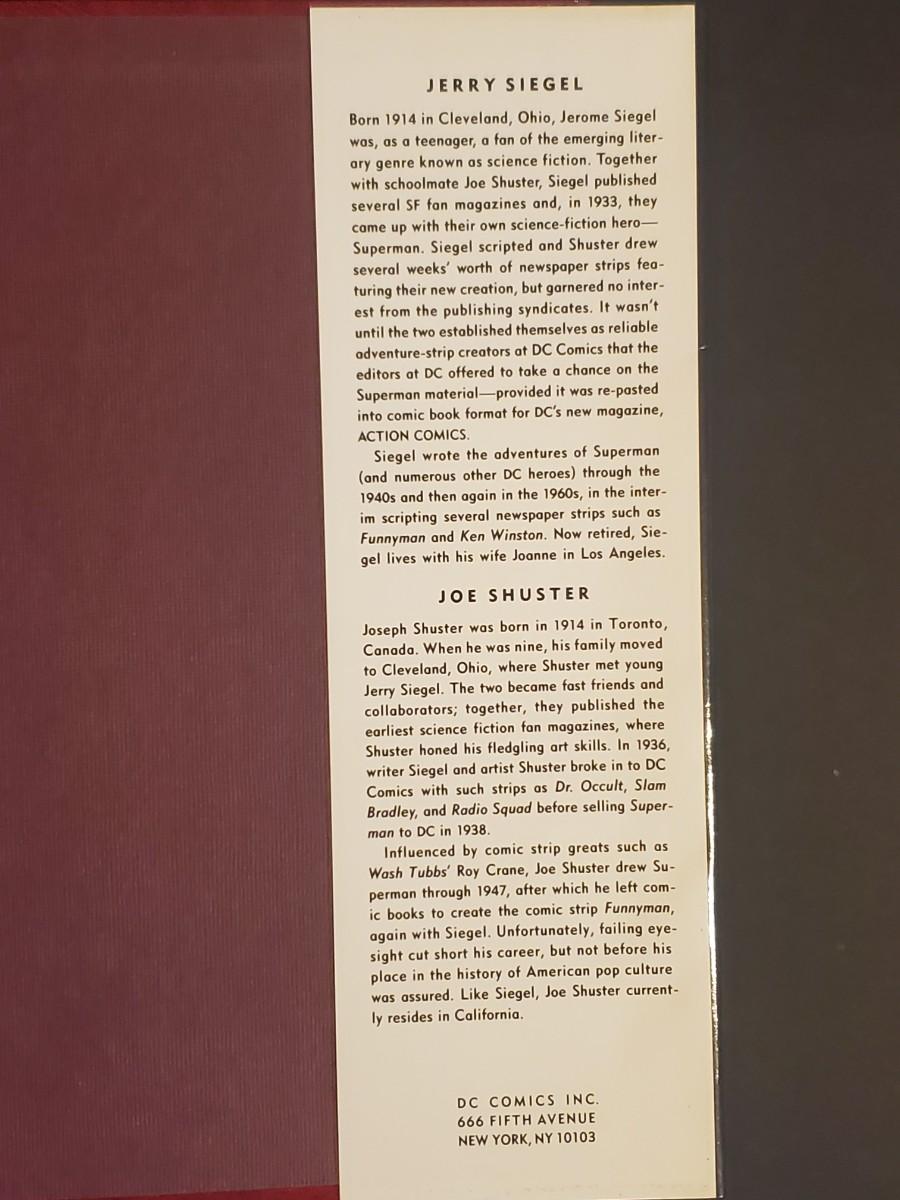 JERRY SIEGEL
Born 1914 in Cleveland, Ohio, Jerome Siegel
was, as a teenager, a fan of the emerging liter-
ary genre known as science fiction. Together
with schoolmate Joe Shuster, Siegel published
several SF fan magazines and, in 1933, they
came up with their own science-fiction hero—
Superman. Siegel scripted and Shuster drew
several weeks' worth of newspaper strips fea-
turing their new creation, but garnered no inter-
est from the publishing syndicates. It wasn't
until the two established themselves as reliable
adventure-strip creators at DC Comics that the
editors at DC offered to take a chance on the
Superman material—provided it was re-pasted
into comic book format for DC's new magazine,
ACTION COMICS.
Siegel wrote the adventures of Superman
(and numerous other DC heroes) through the
1940s and then again in the 1960s, in the inter-
im scripting several newspaper strips such as
Funnyman and Ken Winston. Now retired, Sie-
gel lives with his wife Joanne in Los Angeles.
JOE SHUSTER
Joseph Shuster was born in 1914 in Toronto,
Canada. When he was nine, his family moved
to Cleveland, Ohio, where Shuster met young
Jerry Siegel. The two became fast friends and
collaborators; together, they published the
earliest science fiction fan magazines, where
Shuster honed his fledgling art skills. In 1936,
writer Siegel and artist Shuster broke in to DC
Comics with such strips as Dr. Occult, Slam
Bradley, and Radio Squad before selling Super-
man to DC in 1938.
Influenced by comic strip greats such as
Wash Tubbs' Roy Crane, Joe Shuster drew Su-
perman through 1947, after which he left com-
ic books to create the comic strip Funnyman,
again with Siegel. Unfortunately, failing eye-
sight cut short his career, but not before his
place in the history of American pop culture
was assured. Like Siegel, Joe Shuster current-
ly resides in California.
DC COMICS INC.
666 FIFTH AVENUE
NEW YORK, NY 10103